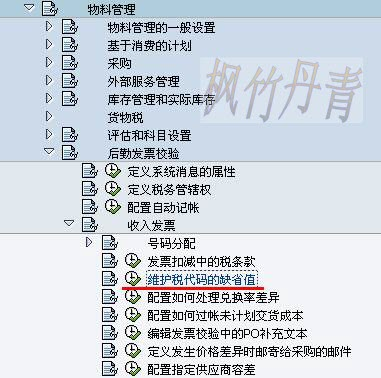 物料管理
物料管理的一般设置
基于消费的计划
采购
外部服务管理
库存管理和实际库存
货物税
评估和科目设置
后勤发票校验
定义系统消息的属性
定义税务管辖权
配置自动记帐
收入发票
号码分配
发票扣减中的税条款
维护税代码的缺省值
配置如何处理兑换率差异
配置如何过帐未计划交货成本
编辑发票校验中的PO补充文本
定义发生价格差异时邮寄给采购的邮件
配置指定供应商容差
枫竹丹青